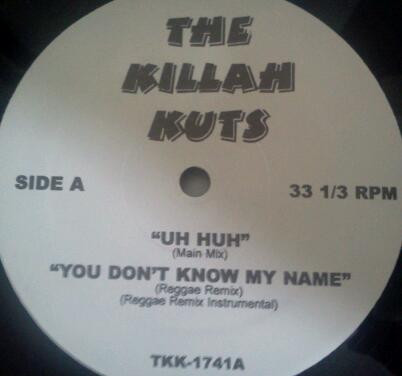 THE
KILLAH
KUTS
SIDE A
33 1/3 RPM
"UH HUH"
(Main Mix)
"YOU DON'T KNOW MY NAME"
(Reggae Remix)
(Reggae Remix Instrumental)
TKK-1741A